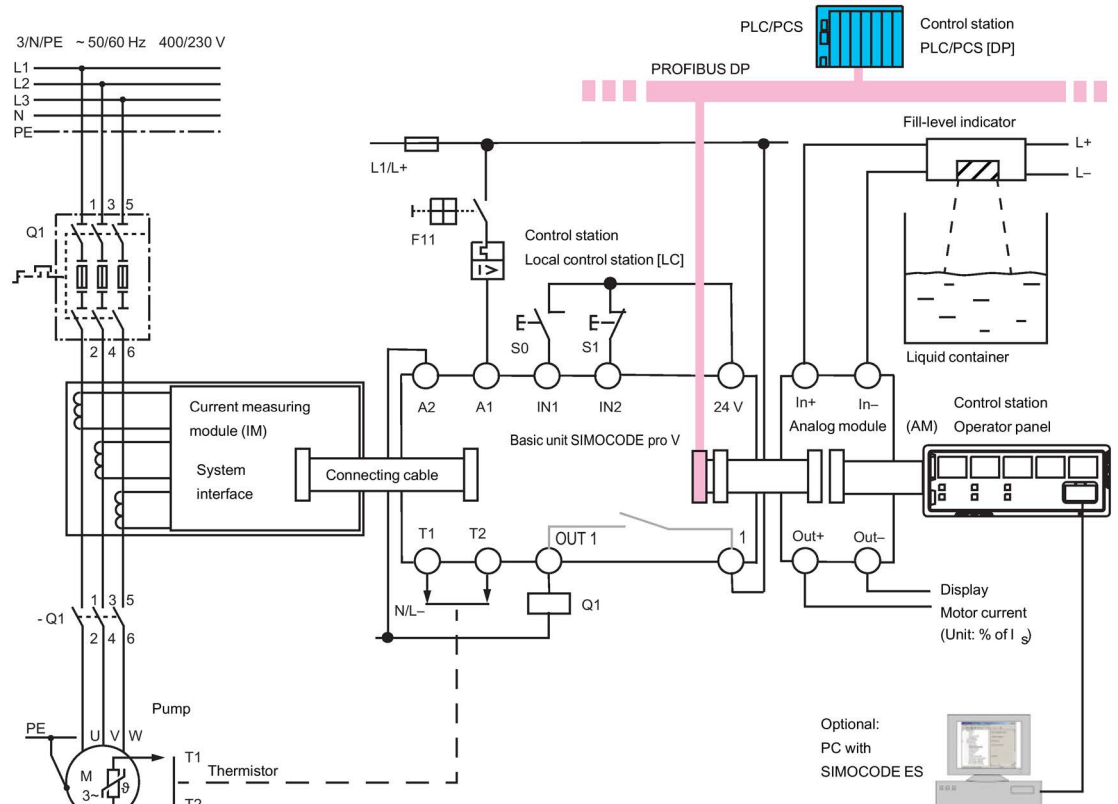 3/N/PE ~ 50/60 Hz 400/230 V
L1
L2
L3
N
PE
PLC/PCS
Control station
PLC/PCS [DP]
PROFIBUS DP
Fill-level indicator
L+
L–
L1/L+
F11
I >
Control station
Local control station [LC]
S0
S1
Liquid container
1 3 5
Q1
2 4 6
A2
A1
IN1
IN2
24 V
In+
In–
Basic unit SIMOCODE pro V
Analog module (AM)
Control station
Operator panel
Current measuring
module (IM)
System
interface
Connecting cable
T1
T2
OUT 1
1
Out+
Out–
N/L–
Q1
Display
Motor current
(Unit: % of I s)
1 3 5
- Q1
2 4 6
Pump
PE
U V W
T1
M
3~
ϑ
Thermistor
T2
Optional:
PC with
SIMOCODE ES